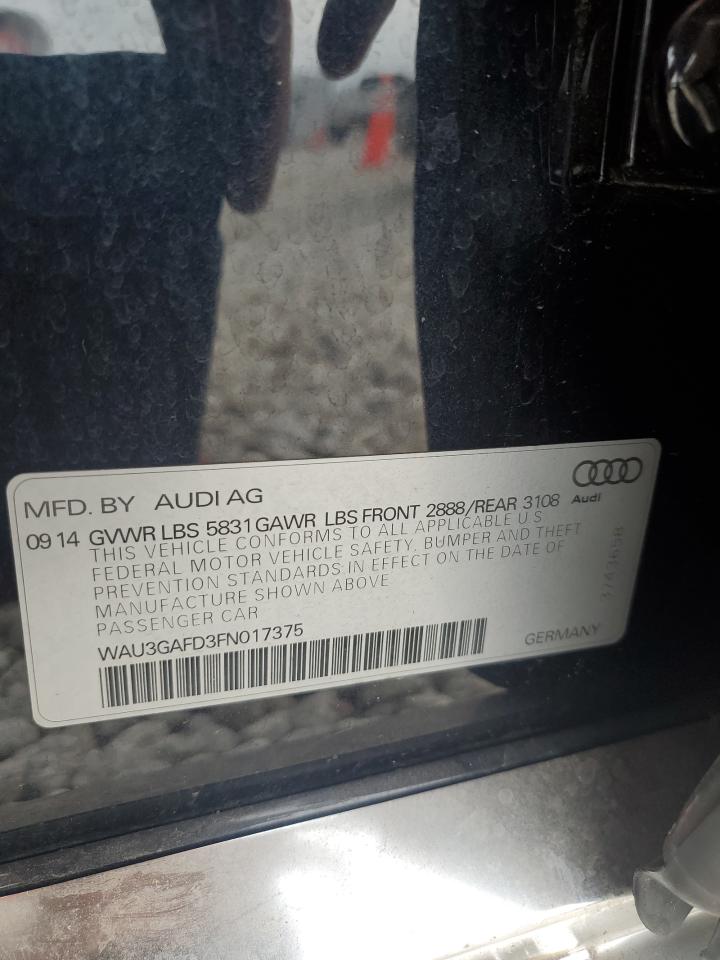 MFD. BY AUDI AG
Audi
09 14 GVWR LBS 5831 GAWR LBS FRONT 2888/REAR 3108
THIS VEHICLE CONFORMS TO ALL APPLICABLE U S
FEDERAL MOTOR VEHICLE SAFETY, BUMPER AND THEFT
PREVENTION STANDARDS IN EFFECT ON THE DATE OF
MANUFACTURE SHOWN ABOVE
PASSENGER CAR
WAU3GAFD3FN017375
GERMANY